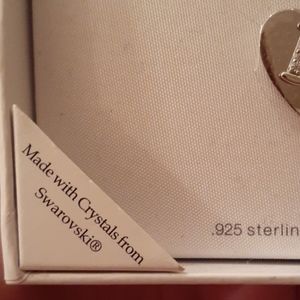 Made with Crystals from
Swarovski®
.925 sterlin